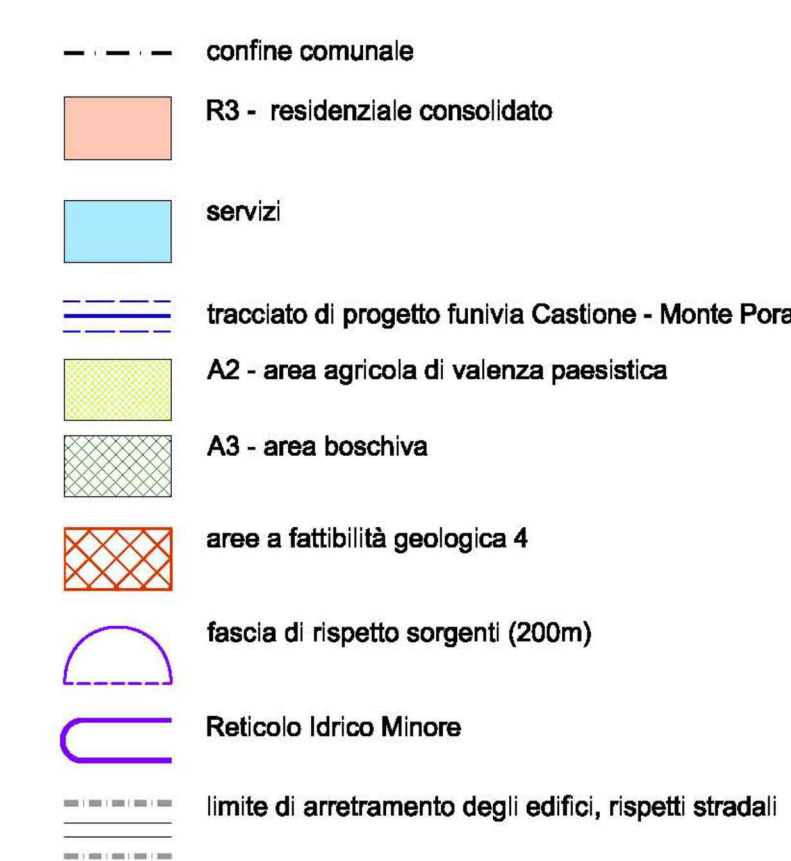 confine comunale
R3 - residenziale consolidato
servizi
tracciato di progetto funivia Castione - Monte Pora
A2 - area agricola di valenza paesistica
A3 - area boschiva
aree a fattibilità geologica 4
fascia di rispetto sorgenti (200m)
Reticolo Idrico Minore
limite di arretramento degli edifici, rispetti stradali